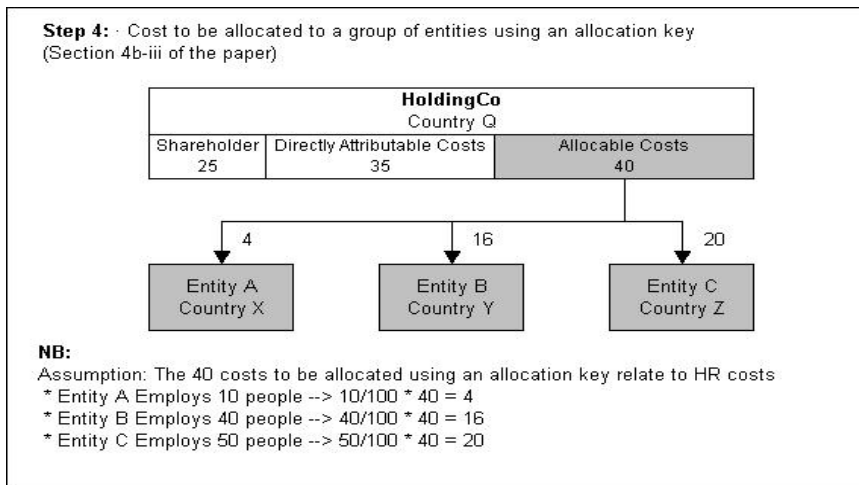 Step 4: · Cost to be allocated to a group of entities using an allocation key
(Section 4b-iii of the paper)
HoldingCo
Country Q
Shareholder Directly Attributable Costs Allocable Costs
25 35 40
4 16 20
Entity A Entity B Entity C
Country X Country Y Country Z
NB:
Assumption: The 40 costs to be allocated using an allocation key relate to HR costs
* Entity A Employs 10 people --> 10/100 * 40 = 4
* Entity B Employs 40 people --> 40/100 * 40 = 16
* Entity C Employs 50 people --> 50/100 * 40 = 20